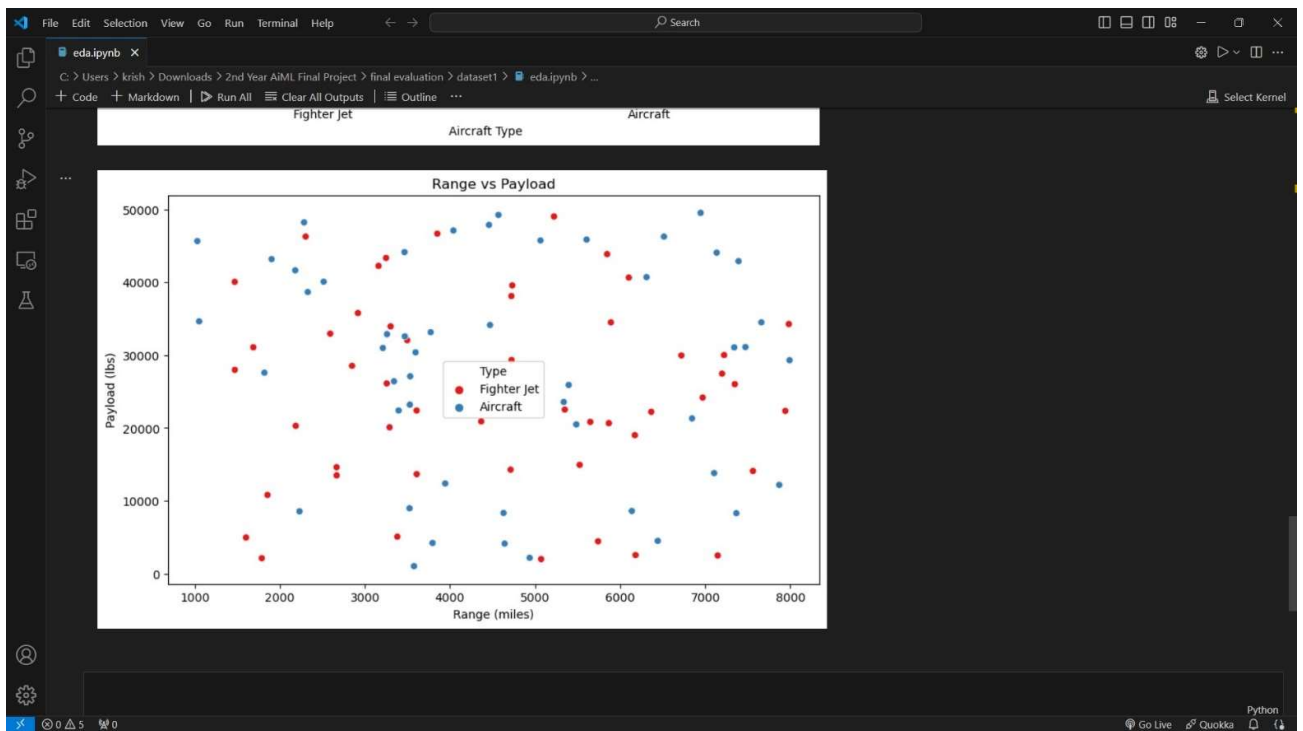 File Edit Selection View Go Run Terminal Help Search
eda.ipynb
C: > Users > krish > Downloads > 2nd Year AiML Final Project > final evaluation > dataset1 > eda.ipynb > ...
+ Code + Markdown | Run All Clear All Outputs | Outline ... Select Kernel
Fighter Jet Aircraft
Aircraft Type
...
Range vs Payload
50000
40000
30000
20000
10000
0
Payload (lbs)
Type
Fighter Jet
Aircraft
1000 2000 3000 4000 5000 6000 7000 8000
Range (miles)
Python
0 5 0 Go Live Quokka